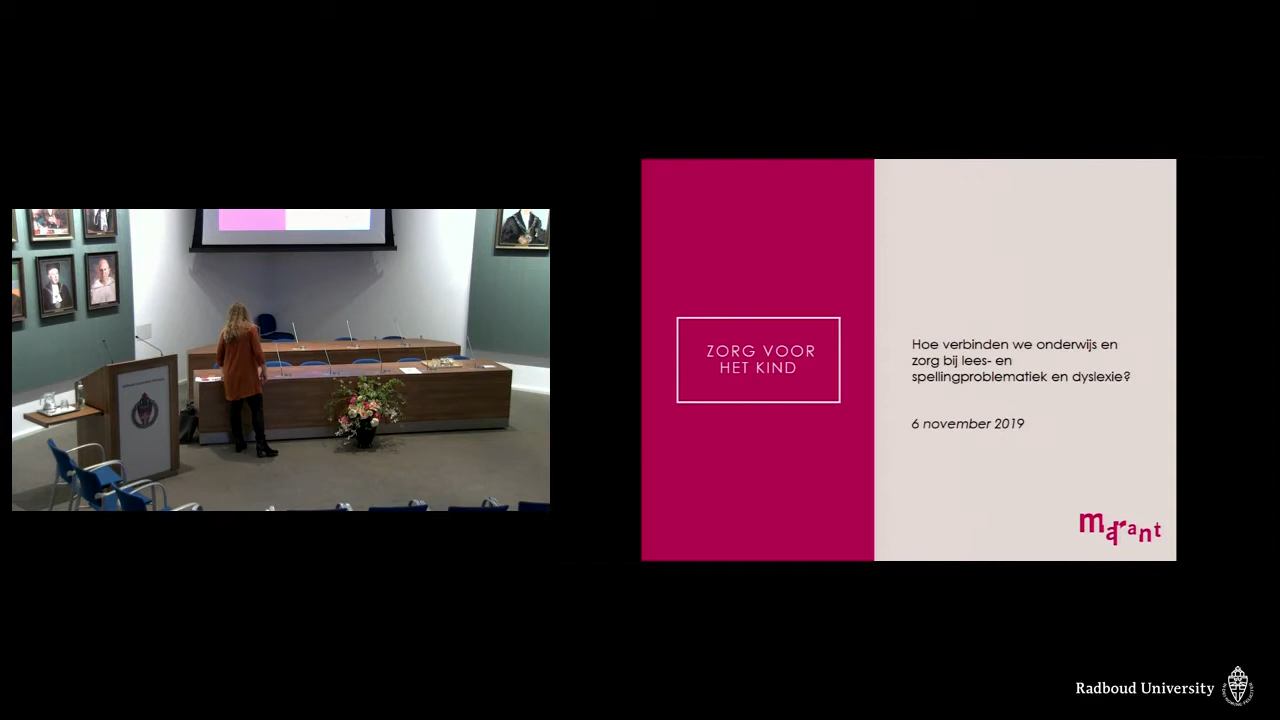 ZORG VOOR
HET KIND
Hoe verbinden we onderwijs en
zorg bij lees- en
spellingproblematiek en dyslexie?
6 november 2019
marant
Radboud University